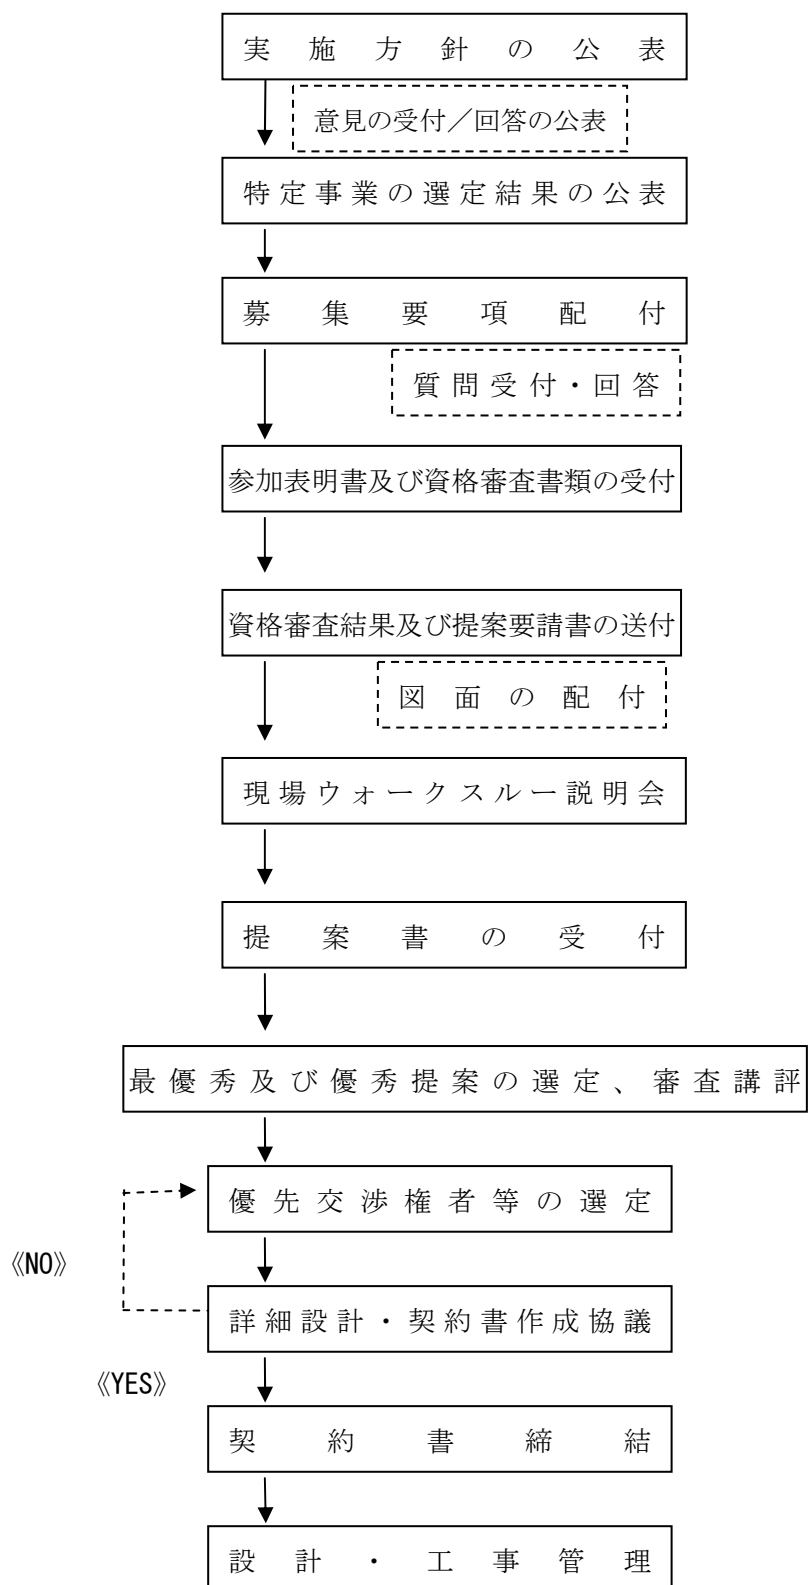 実施方針の公表
意見の受付／回答の公表
特定事業の選定結果の公表
募集要項配付
質問受付・回答
参加表明書及び資格審査書類の受付
資格審査結果及び提案要請書の送付
図面の配付
現場ウォークスルー説明会
提案書の受付
最優秀及び優秀提案の選定、審査講評
優先交渉権者等の選定
《NO》
詳細設計・契約書作成協議
《YES》
契約書締結
設計・工事管理